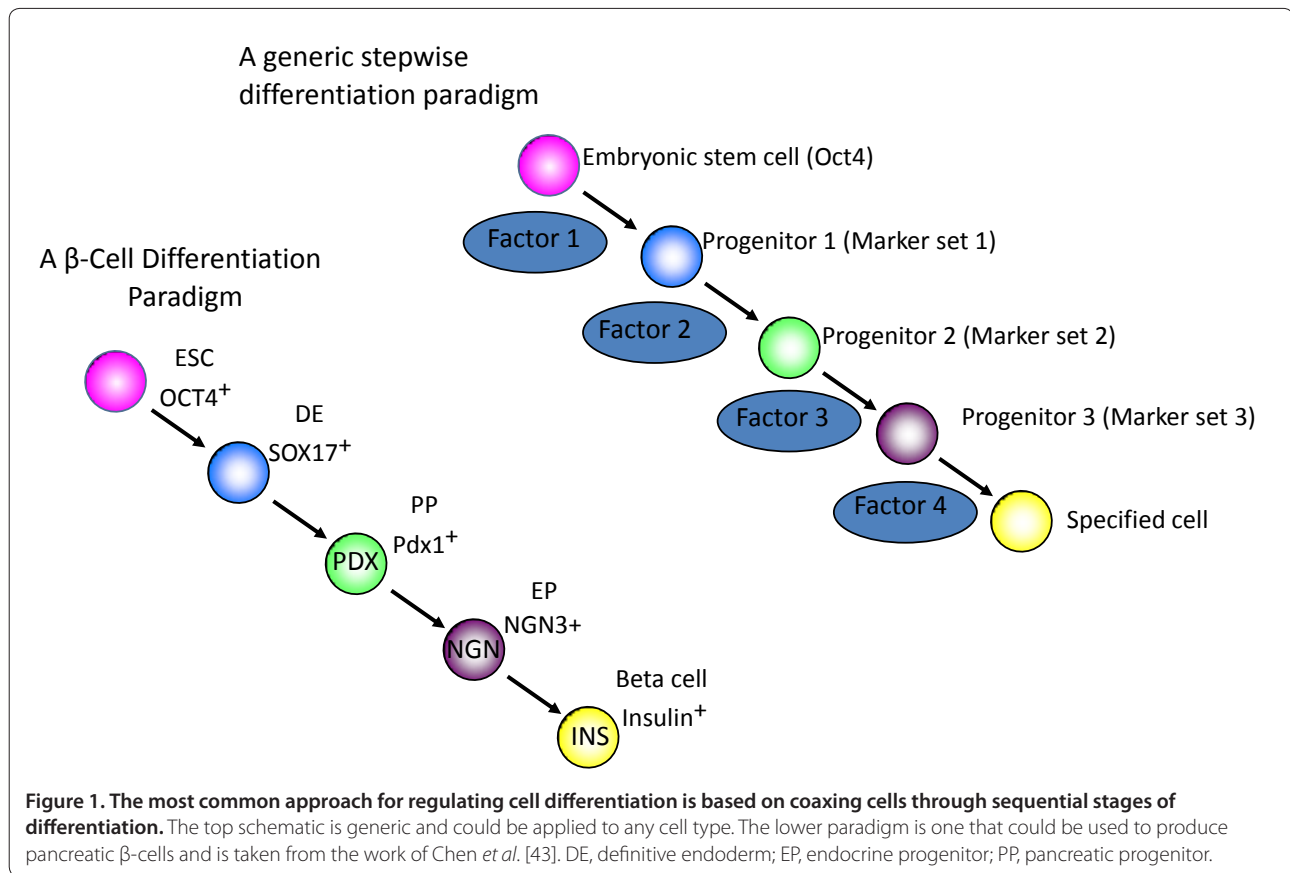 A generic stepwise
differentiation paradigm
Embryonic stem cell (Oct4)
Factor 1
Progenitor 1 (Marker set 1)
Factor 2
Progenitor 2 (Marker set 2)
Factor 3
Progenitor 3 (Marker set 3)
Factor 4
Specified cell
A β-Cell Differentiation
Paradigm
ESC
OCT4+
DE
SOX17+
PP
Pdx1+
PDX
EP
NGN3+
NGN
Beta cell
Insulin+
INS
Figure 1. The most common approach for regulating cell differentiation is based on coaxing cells through sequential stages of
differentiation. The top schematic is generic and could be applied to any cell type. The lower paradigm is one that could be used to produce
pancreatic β-cells and is taken from the work of Chen et al. [43]. DE, definitive endoderm; EP, endocrine progenitor; PP, pancreatic progenitor.